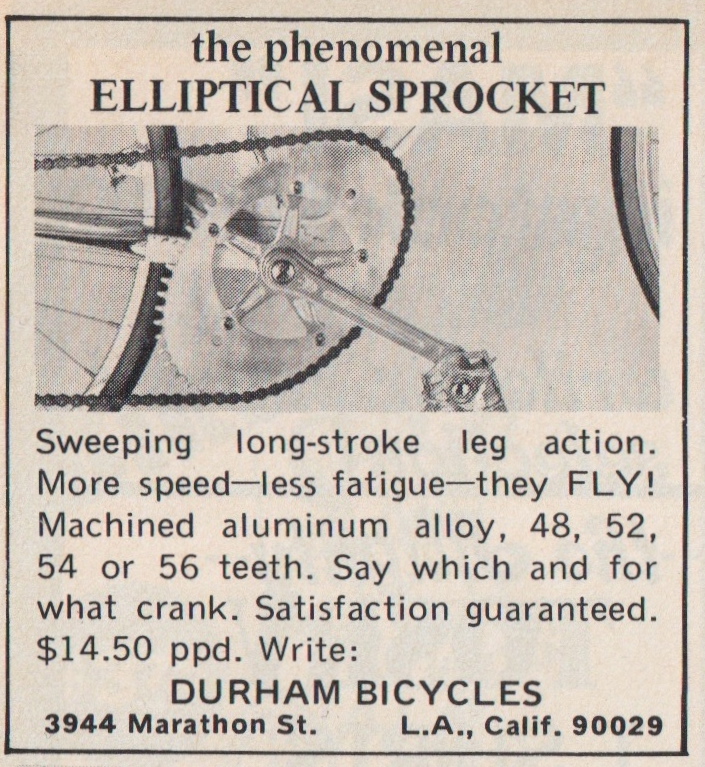 the phenomenal
ELLIPTICAL SPROCKET
Sweeping long-stroke leg action.
More speed—less fatigue—they FLY!
Machined aluminum alloy, 48, 52,
54 or 56 teeth. Say which and for
what crank. Satisfaction guaranteed.
$14.50 ppd. Write:
DURHAM BICYCLES
3944 Marathon St. L.A., Calif. 90029